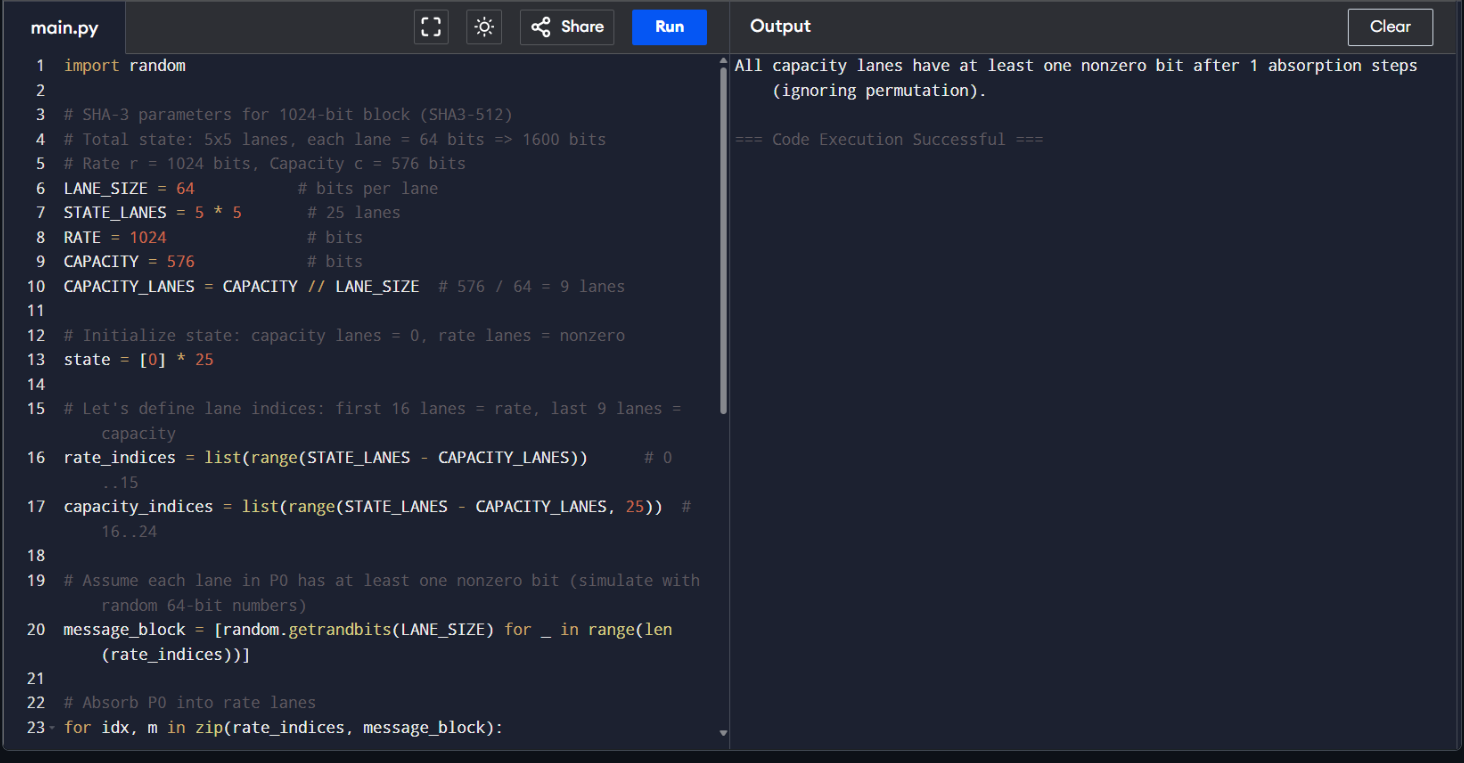 main.py
Share
Run
Output
Clear
1 import random
2
3 # SHA-3 parameters for 1024-bit block (SHA3-512)
4 # Total state: 5x5 lanes, each lane = 64 bits => 1600 bits
5 # Rate r = 1024 bits, Capacity c = 576 bits
6 LANE_SIZE = 64 # bits per lane
7 STATE_LANES = 5 * 5 # 25 lanes
8 RATE = 1024 # bits
9 CAPACITY = 576 # bits
10 CAPACITY_LANES = CAPACITY // LANE_SIZE # 576 / 64 = 9 lanes
11
12 # Initialize state: capacity lanes = 0, rate lanes = nonzero
13 state = [0] * 25
14
15 # Let's define lane indices: first 16 lanes = rate, last 9 lanes =
capacity
16 rate_indices = list(range(STATE_LANES - CAPACITY_LANES)) # 0
..15
17 capacity_indices = list(range(STATE_LANES - CAPACITY_LANES, 25)) #
16..24
18
19 # Assume each lane in P0 has at least one nonzero bit (simulate with
random 64-bit numbers)
20 message_block = [random.getrandbits(LANE_SIZE) for _ in range(len
(rate_indices))]
21
22 # Absorb P0 into rate lanes
23 for idx, m in zip(rate_indices, message_block):
All capacity lanes have at least one nonzero bit after 1 absorption steps
(ignoring permutation).
=== Code Execution Successful ===